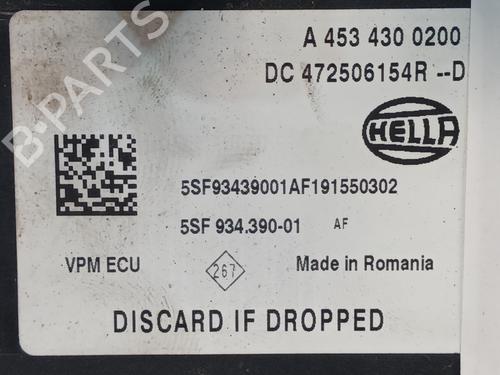 A 453 430 0200
DC 472506154R --D
HELLA
5SF93439001AF191550302
5SF 934.390-01 AF
VPM ECU
267
Made in Romania
DISCARD IF DROPPED
B-PARTS